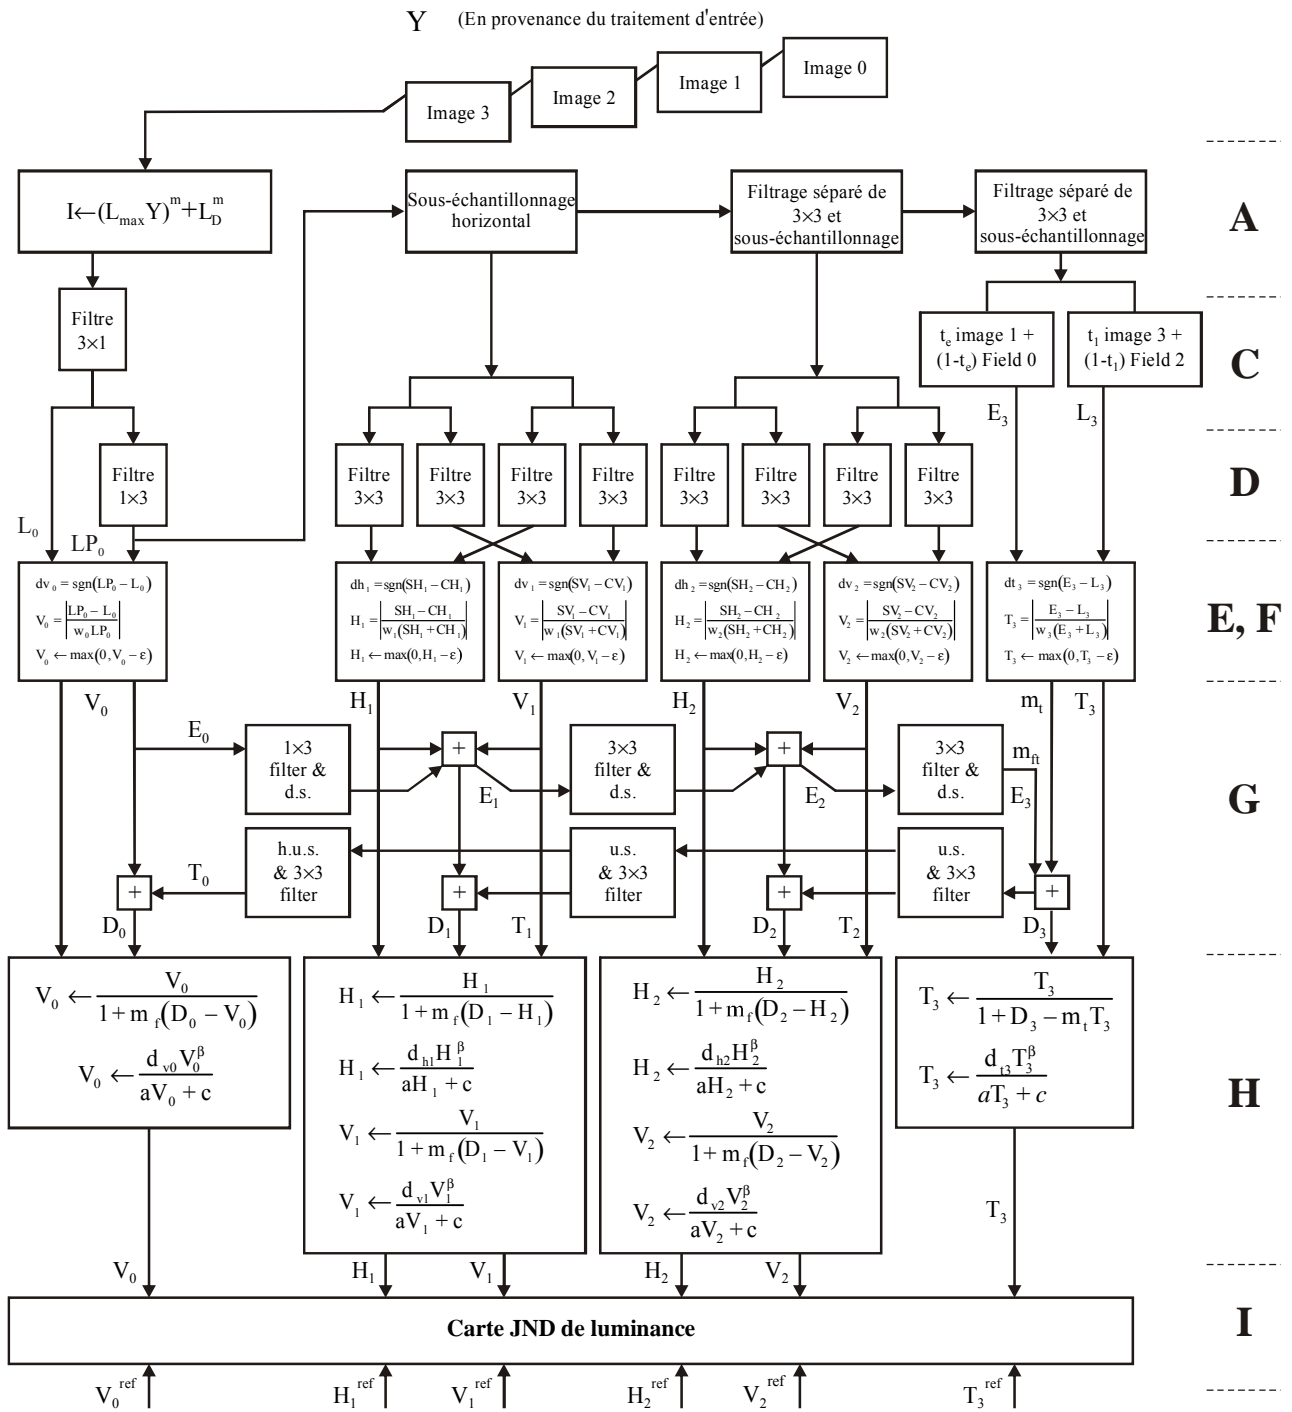 Y (En provenance du traitement d'entrée)
Image 0
Image 1
Image 2
Image 3
I←(L_max Y)^m + L_D^m
Sous-échantillonnage
horizontal
Filtrage séparé de
3×3 et
sous-échantillonnage
Filtrage séparé de
3×3 et
sous-échantillonnage
A
Filtre
3×1
t_e image 1 +
(1-t_e) Field 0
t_1 image 3 +
(1-t_1) Field 2
C
E_3
L_3
Filtre
1×3
Filtre
3×3
Filtre
3×3
Filtre
3×3
Filtre
3×3
Filtre
3×3
Filtre
3×3
Filtre
3×3
Filtre
3×3
D
L_0
LP_0
dv_0 = sgn(LP_0 – L_0)
V_0 = |(LP_0 – L_0)/(w_0 LP_0)|
V_0 ← max(0, V_0 – ε)
dh_1 = sgn(SH_1 – CH_1)
H_1 = |(SH_1 – CH_1)/(w_1(SH_1 + CH_1))|
H_1 ← max(0, H_1 – ε)
dv_1 = sgn(SV_1 – CV_1)
V_1 = |(SV_1 – CV_1)/(w_1(SV_1 + CV_1))|
V_1 ← max(0, V_1 – ε)
dh_2 = sgn(SH_2 – CH_2)
H_2 = |(SH_2 – CH_2)/(w_2(SH_2 + CH_2))|
H_2 ← max(0, H_2 – ε)
dv_2 = sgn(SV_2 – CV_2)
V_2 = |(SV_2 – CV_2)/(w_2(SV_2 + CV_2))|
V_2 ← max(0, V_2 – ε)
dt_3 = sgn(E_3 – L_3)
T_3 = |(E_3 – L_3)/(w_3(E_3 + L_3))|
T_3 ← max(0, T_3 – ε)
E, F
V_0
H_1
V_1
H_2
V_2
m_t
T_3
E_0
1×3
filter &
d.s.
+
E_1
3×3
filter &
d.s.
+
E_2
3×3
filter &
d.s.
m_ft
E_3
G
h.u.s.
& 3×3
filter
u.s.
& 3×3
filter
u.s.
& 3×3
filter
+
T_0
+
+
+
D_0
D_1
T_1
D_2
T_2
D_3
V_0 ← V_0/(1 + m_f(D_0 – V_0))
V_0 ← d_v0 V_0^β/(aV_0 + c)
H_1 ← H_1/(1 + m_f(D_1 – H_1))
H_1 ← d_h1 H_1^β/(aH_1 + c)
V_1 ← V_1/(1 + m_f(D_1 – V_1))
V_1 ← d_v1 V_1^β/(aV_1 + c)
H_2 ← H_2/(1 + m_f(D_2 – H_2))
H_2 ← d_h2 H_2^β/(aH_2 + c)
V_2 ← V_2/(1 + m_f(D_2 – V_2))
V_2 ← d_v2 V_2^β/(aV_2 + c)
T_3 ← T_3/(1 + D_3 – m_t T_3)
T_3 ← d_t3 T_3^β/(aT_3 + c)
H
V_0
H_1
V_1
H_2
V_2
T_3
Carte JND de luminance
I
V_0^ref
H_1^ref
V_1^ref
H_2^ref
V_2^ref
T_3^ref